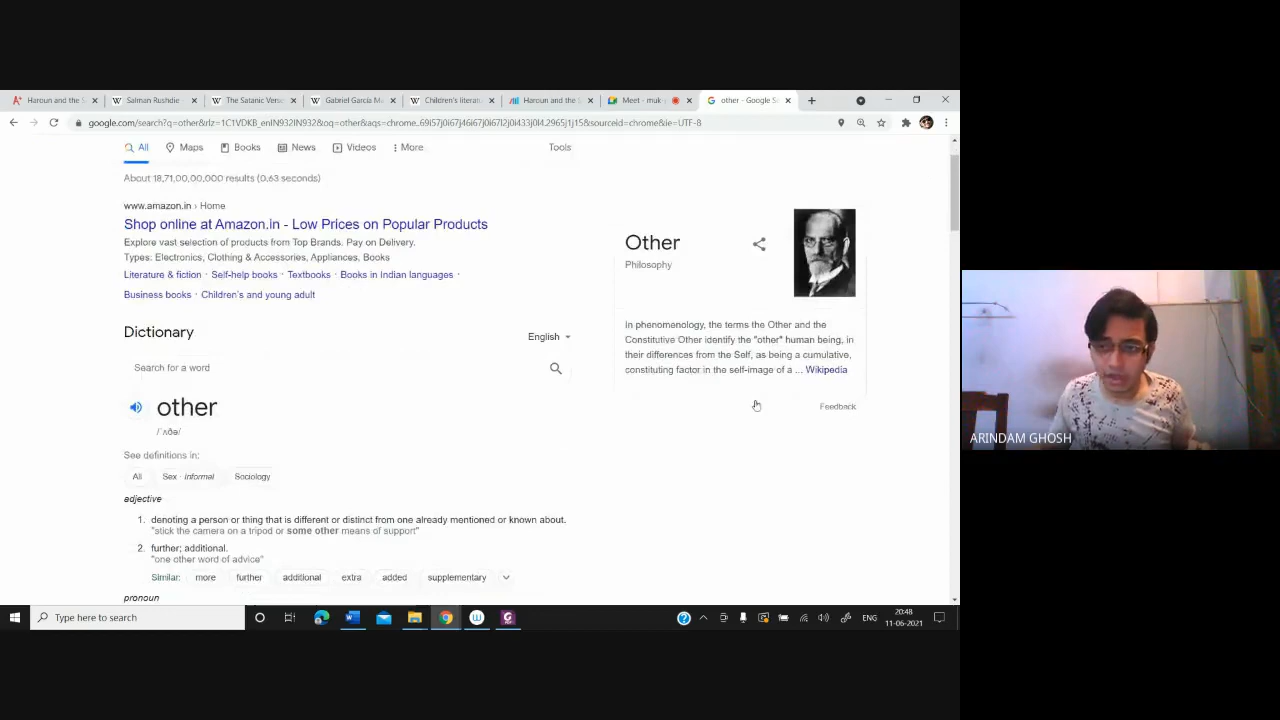 Haroun and the S
Salman Rushdie
The Satanic Vers
Gabriel García M
Children's literatu
Haroun and the S
Meet - muk
other - Google Se
google.com/search?q=other&rlz=1C1VDKB_enIN932IN932&oq=other&aqs=chrome..69i57j0i67j46i67j0i67l2j0i433j0l4.2965j1j15&sourceid=chrome&ie=UTF-8
All Maps Books News Videos More Tools
About 18,71,00,00,000 results (0.63 seconds)
www.amazon.in › Home
Shop online at Amazon.in - Low Prices on Popular Products
Explore vast selection of products from Top Brands. Pay on Delivery.
Types: Electronics, Clothing & Accessories, Appliances, Books
Literature & fiction · Self-help books · Textbooks · Books in Indian languages ·
Business books · Children's and young adult
Dictionary
English
Search for a word
other
/ˈʌðə/
See definitions in:
All Sex · Informal Sociology
adjective
1. denoting a person or thing that is different or distinct from one already mentioned or known about.
"stick the camera on a tripod or some other means of support"
2. further; additional.
"one other word of advice"
Similar: more further additional extra added supplementary
pronoun
Other
Philosophy
In phenomenology, the terms the Other and the
Constitutive Other identify the "other" human being, in
their differences from the Self, as being a cumulative,
constituting factor in the self-image of a ... Wikipedia
Feedback
ARINDAM GHOSH
Type here to search
ENG
20:48
11-06-2021